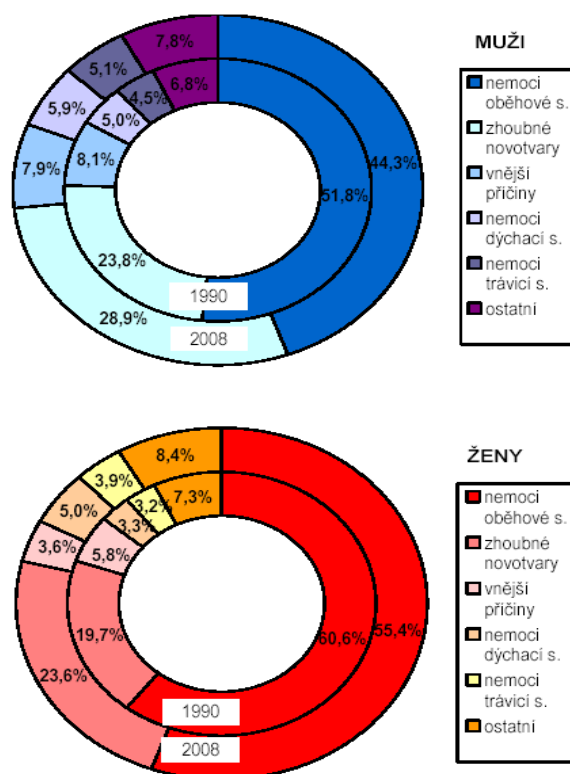 7,8%
MUŽI
5,1%
6,8%
4,5%
5,9%
5,0%
7,9%
8,1%
44,3%
51,8%
23,8%
1990
28,9%
2008
nemoci
oběhové s.
zhoubné
novotvary
vnější
příčiny
nemoci
dýchací s.
nemoci
trávicí s.
ostatní
8,4%
ŽENY
3,9%
7,3%
3,2%
5,0%
3,3%
3,6%
5,8%
55,4%
60,6%
19,7%
23,6%
1990
2008
nemoci
oběhové s.
zhoubné
novotvary
vnější
příčiny
nemoci
dýchací s.
nemoci
trávicí s.
ostatní